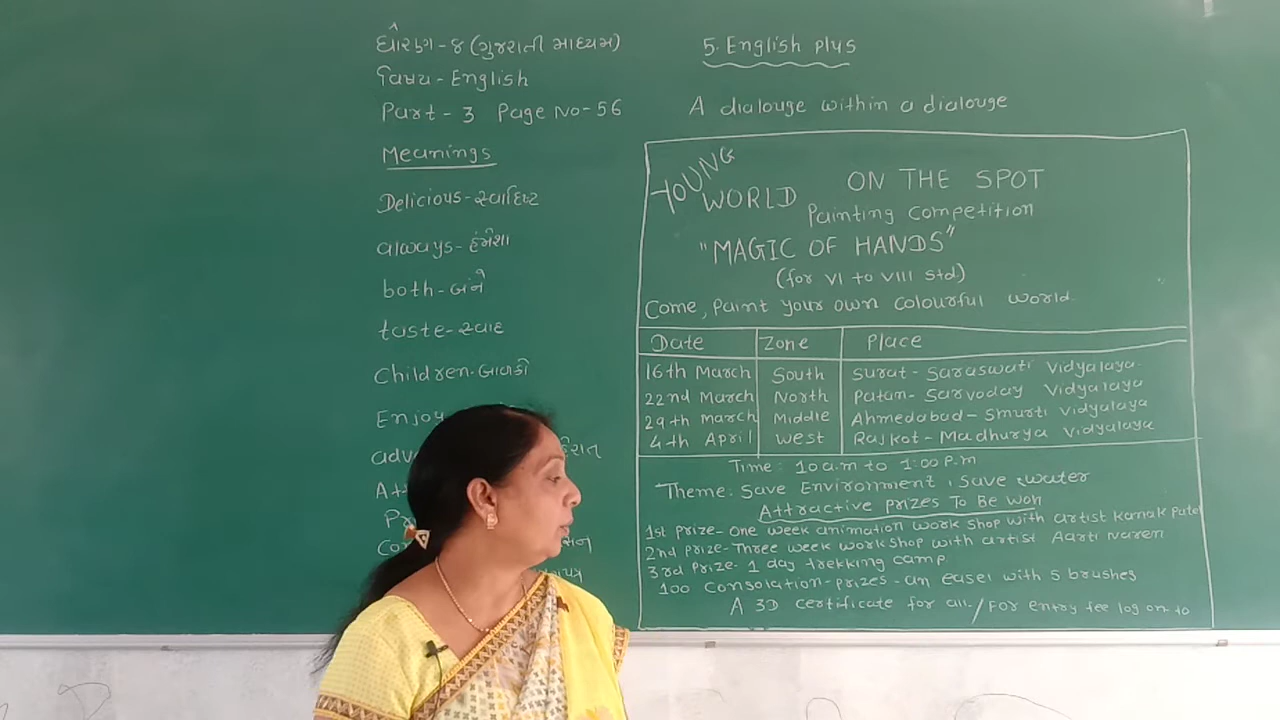 ધોરણ-૪ (ગુજરાતી માધ્યમ)
વિષય-English
Part-3 Page No-56
Meanings
Delicious-સ્વાદિષ્ટ
always-હંમેશા
both-બંને
taste-સ્વાદ
Children-બાળકો
Enjoy
5. English plus
A dialouge within a dialouge
YOUNG
WORLD ON THE SPOT
Painting competition
"MAGIC OF HANDS"
(for VI to VIII Std)
Come, paint your own colourful world.
Date Zone Place
16th March South Surat-Saraswati Vidyalaya.
22nd March North Patan-Sarvoday Vidyalaya
29th March Middle Ahmedabad-Smurti Vidyalaya
4th April West Rajkot-Madhurya Vidyalaya
Time: 10 a.m to 1:00 P.m
Theme: Save Environment, Save water
Attractive prizes To Be Won
1st prize-One week animation work shop with artist Kanak Patel
2nd prize-Three week workshop with artist Aarti Naren
3rd prize-1 day trekking camp
100 Consolation-prizes-an easel with 5 brushes
A 3D certificate for all./For entry fee log on to